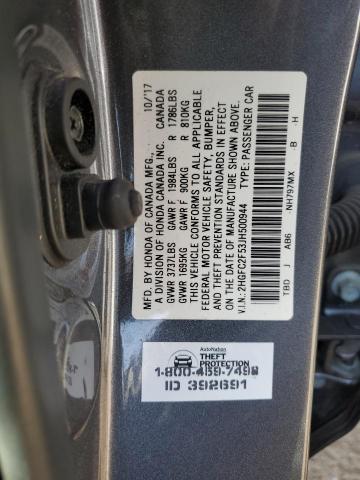 MFD. BY HONDA OF CANADA MFG., 10/'17
A DIVISION OF HONDA CANADA INC. CANADA
GVWR 3737LBS GAWR F 1984LBS R 1786LBS
GVWR 1695KG GAWR F 900KG R 810KG
THIS VEHICLE CONFORMS TO ALL APPLICABLE
FEDERAL MOTOR VEHICLE SAFETY, BUMPER,
AND THEFT PREVENTION STANDARDS IN EFFECT ON
THE DATE OF MANUFACTURE SHOWN ABOVE.
V.I.N.: 2HGFC2F53JH500944 TYPE: PASSENGER CAR
TBD J AB6 NH797MX B H
AutoNation
THEFT
PROTECTION
1-800-459-7498
ID 392691